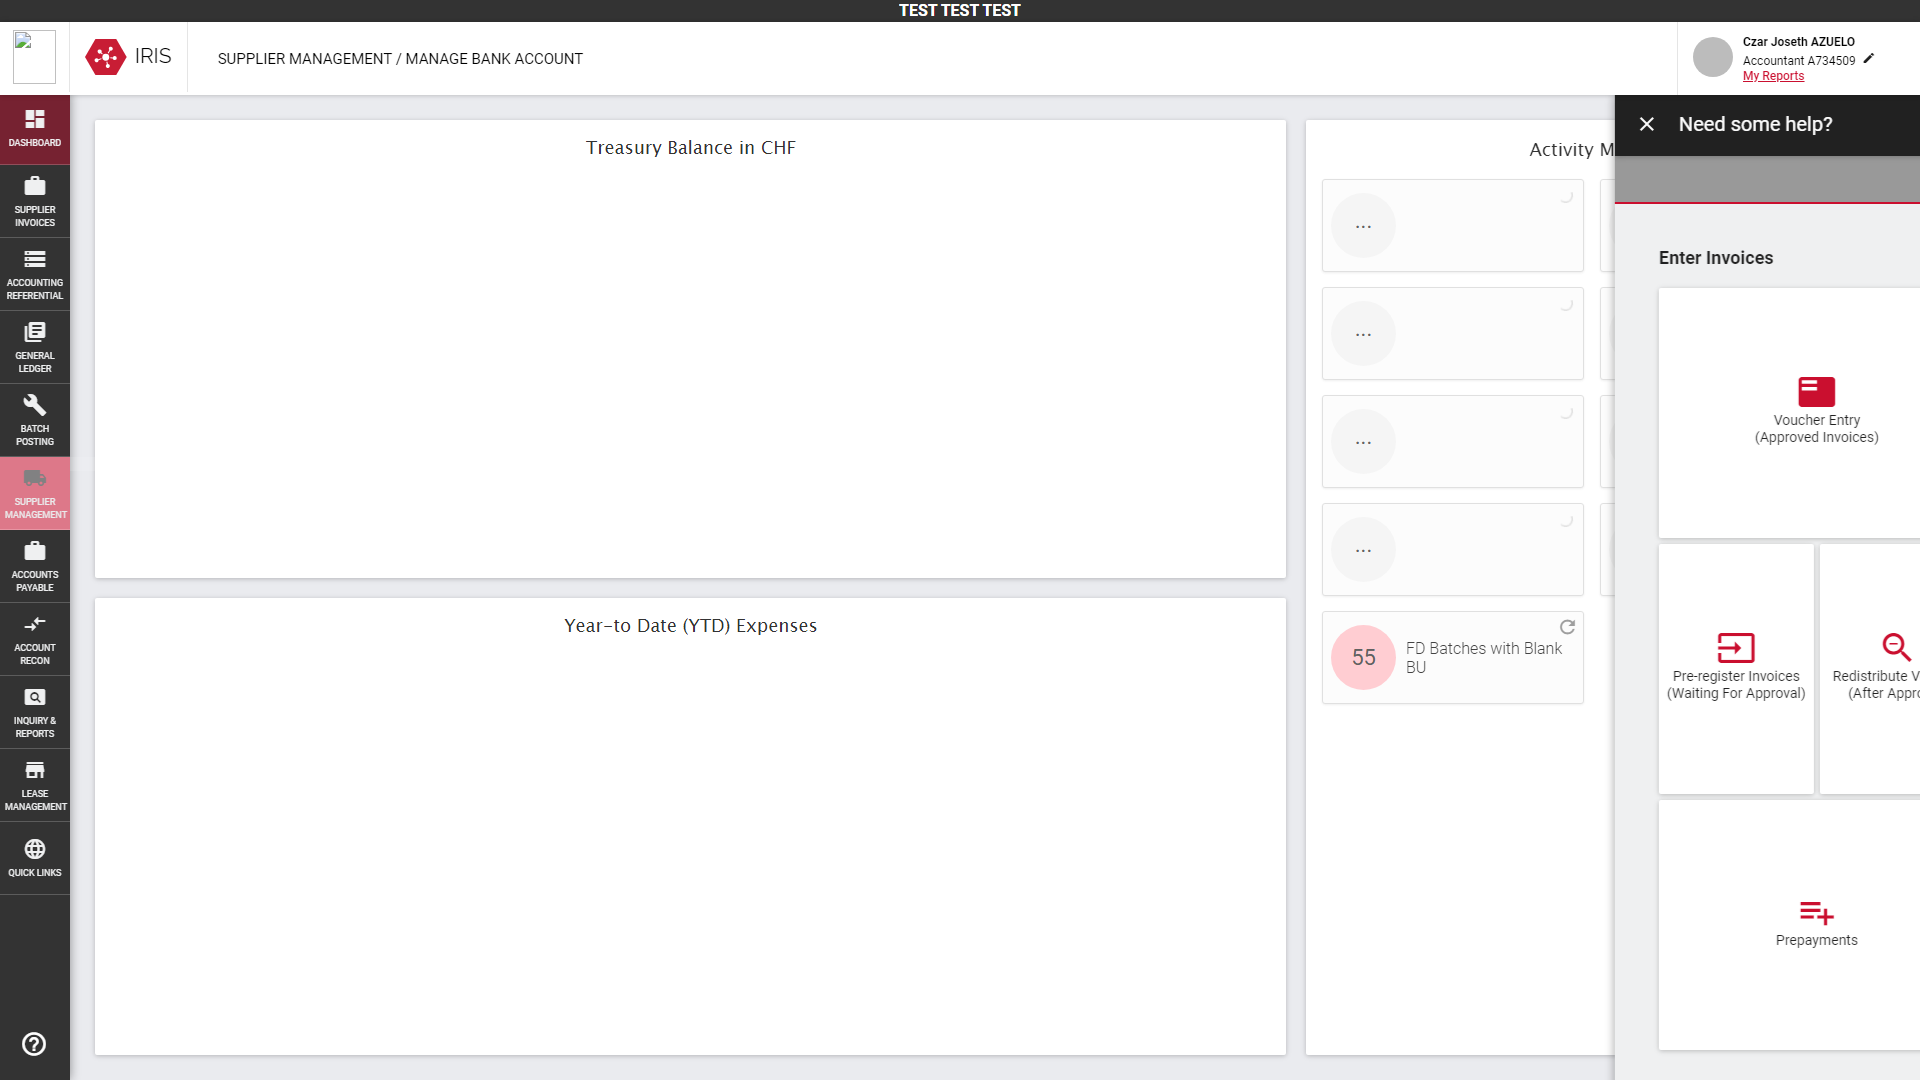 TEST TEST TEST
IRIS
SUPPLIER MANAGEMENT / MANAGE BANK ACCOUNT
Czar Joseth AZUELO
Accountant A734509
My Reports
DASHBOARD
SUPPLIER
INVOICES
ACCOUNTING
REFERENTIAL
GENERAL
LEDGER
BATCH
POSTING
SUPPLIER
MANAGEMENT
ACCOUNTS
PAYABLE
ACCOUNT
RECON
INQUIRY &
REPORTS
LEASE
MANAGEMENT
QUICK LINKS
Treasury Balance in CHF
Year-to Date (YTD) Expenses
Activity M
...
...
...
...
55
FD Batches with Blank
BU
Need some help?
Enter Invoices
Voucher Entry
(Approved Invoices)
Pre-register Invoices
(Waiting For Approval)
Redistribute V
(After Appro
Prepayments